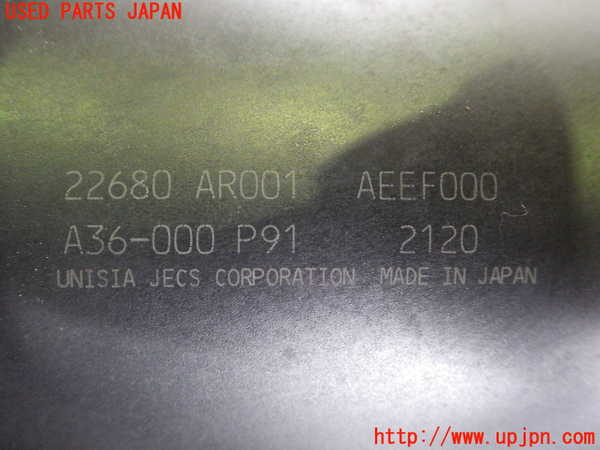 USED PARTS JAPAN
22680 AR001 AEEF000
A36-000 P91 2120
UNISIA JECS CORPORATION MADE IN JAPAN
http://www.upjpn.com/